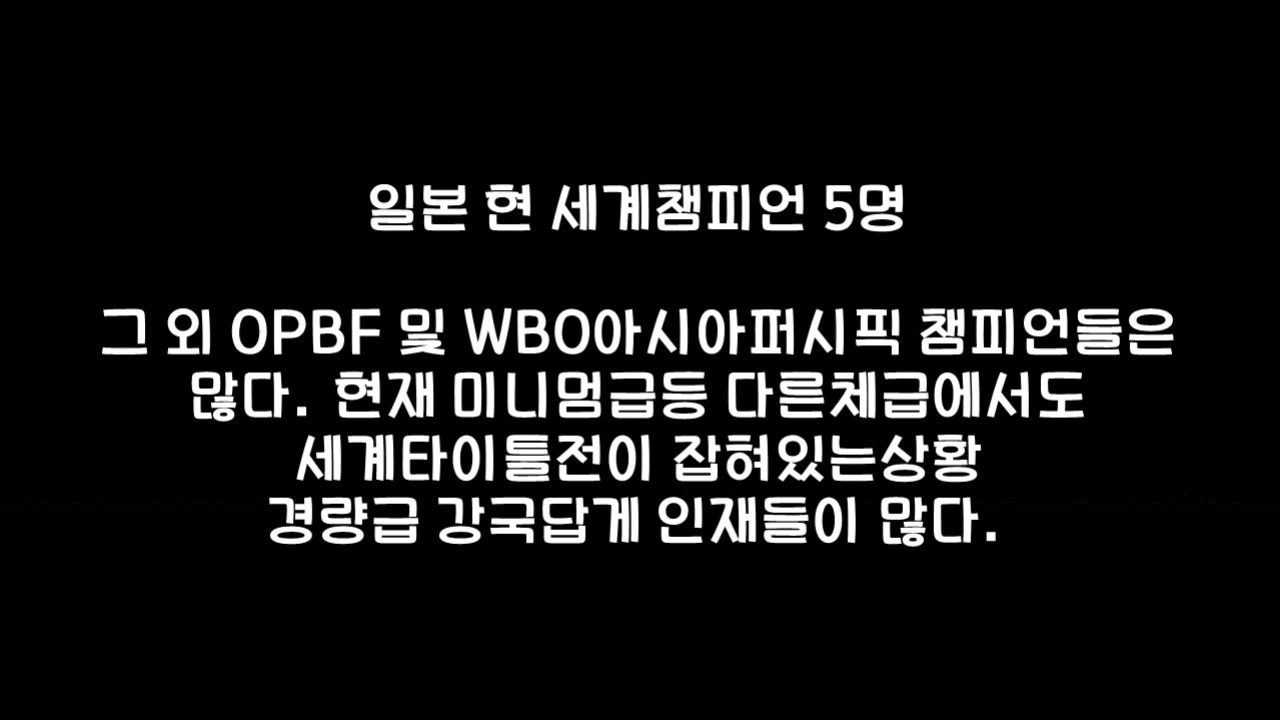 일본 현 세계챔피언 5명
그 외 OPBF 및 WBO아시아퍼시픽 챔피언들은
많다. 현재 미니멈급등 다른체급에서도
세계타이틀전이 잡혀있는상황
경량급 강국답게 인재들이 많다.